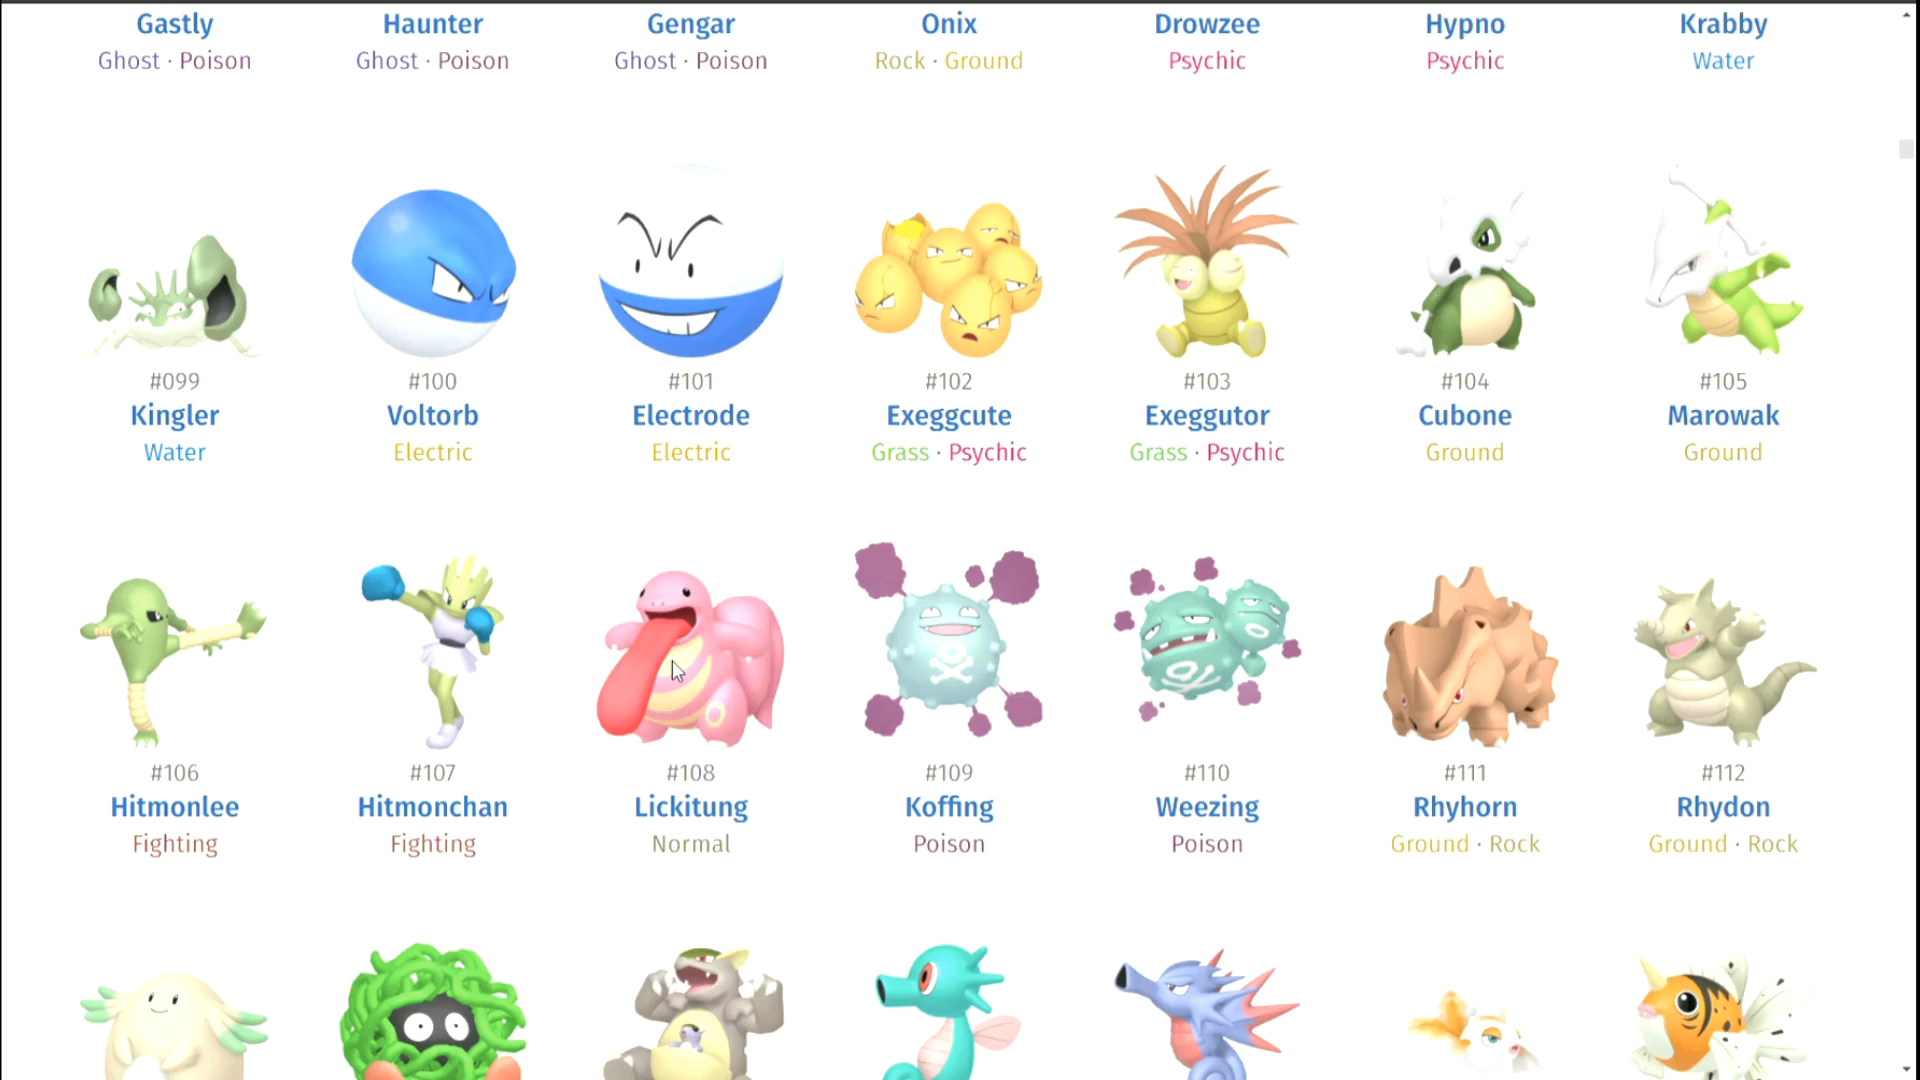 Gastly Haunter Gengar Onix Drowzee Hypno Krabby
Ghost · Poison Ghost · Poison Ghost · Poison Rock · Ground Psychic Psychic Water
#099 #100 #101 #102 #103 #104 #105
Kingler Voltorb Electrode Exeggcute Exeggutor Cubone Marowak
Water Electric Electric Grass · Psychic Grass · Psychic Ground Ground
#106 #107 #108 #109 #110 #111 #112
Hitmonlee Hitmonchan Lickitung Koffing Weezing Rhyhorn Rhydon
Fighting Fighting Normal Poison Poison Ground · Rock Ground · Rock